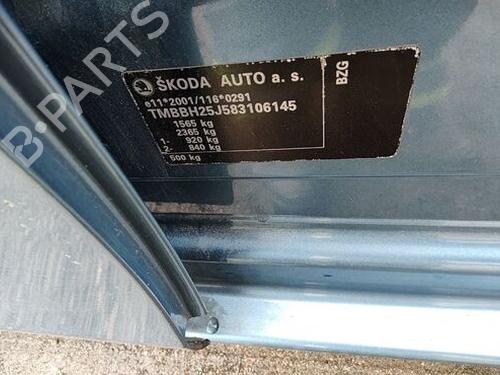 ŠKODA AUTO a. s.
BZG
e11*2001/116*0291
TMBBH25J583106145
1565 kg
2365 kg
1- 920 kg
2- 840 kg
500 kg
B-PARTS